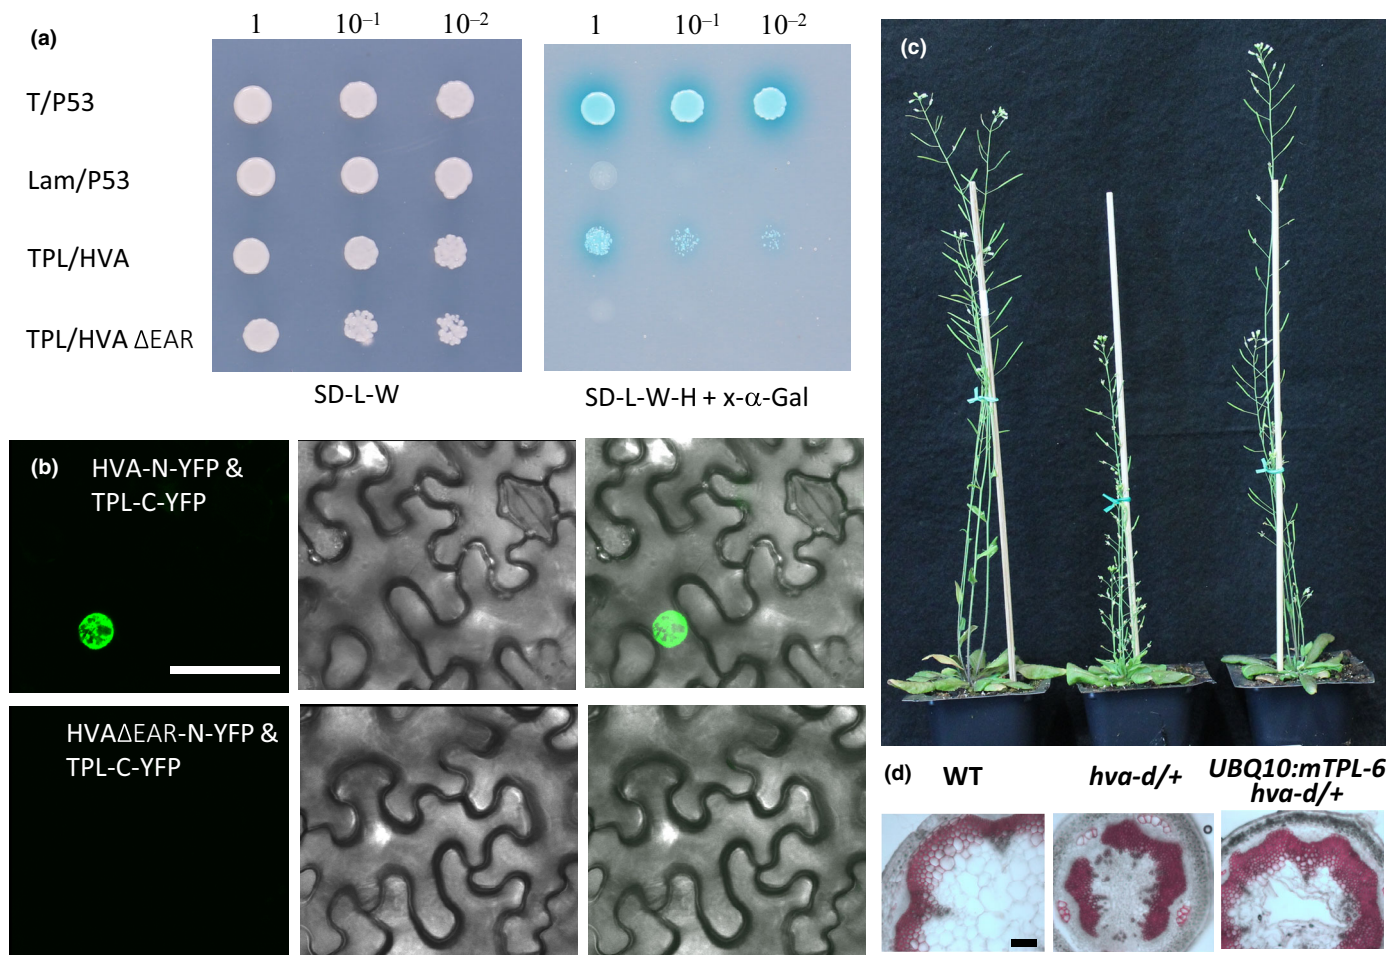 (a)
1 10⁻¹ 10⁻² 1 10⁻¹ 10⁻²
T/P53
Lam/P53
TPL/HVA
TPL/HVA ΔEAR
SD-L-W
SD-L-W-H + x-α-Gal
(b)
HVA-N-YFP &
TPL-C-YFP
HVAΔEAR-N-YFP &
TPL-C-YFP
(c)
(d)
WT
hva-d/+
UBQ10:mTPL-6
hva-d/+